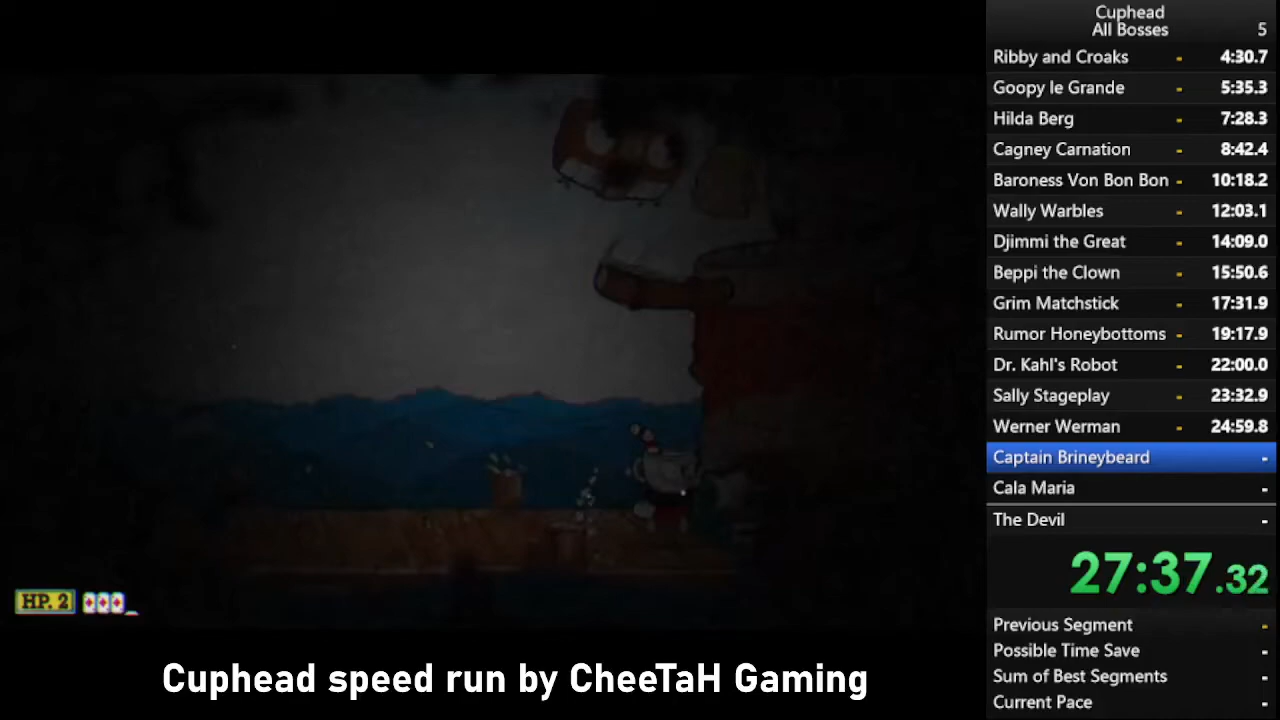 Cuphead
All Bosses 5
Ribby and Croaks - 4:30.7
Goopy le Grande - 5:35.3
Hilda Berg - 7:28.3
Cagney Carnation - 8:42.4
Baroness Von Bon Bon - 10:18.2
Wally Warbles - 12:03.1
Djimmi the Great - 14:09.0
Beppi the Clown - 15:50.6
Grim Matchstick - 17:31.9
Rumor Honeybottoms - 19:17.9
Dr. Kahl's Robot - 22:00.0
Sally Stageplay - 23:32.9
Werner Werman - 24:59.8
Captain Brineybeard -
Cala Maria -
The Devil -
27:37.32
Previous Segment -
Possible Time Save -
Sum of Best Segments -
Current Pace -
HP. 2
Cuphead speed run by CheeTaH Gaming